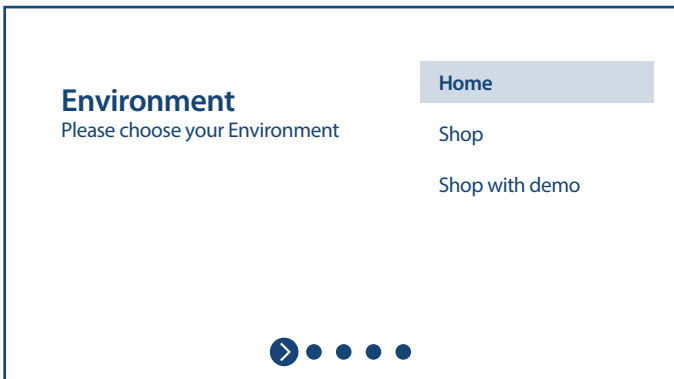 Environment
Please choose your Environment
Home
Shop
Shop with demo